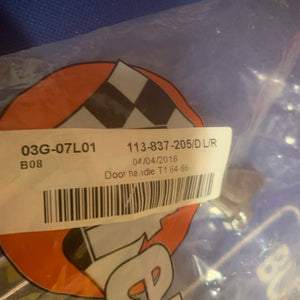 03G-07L01 113-837-205/D L/R
B08 04/04/2016
Door handle T1 64-66